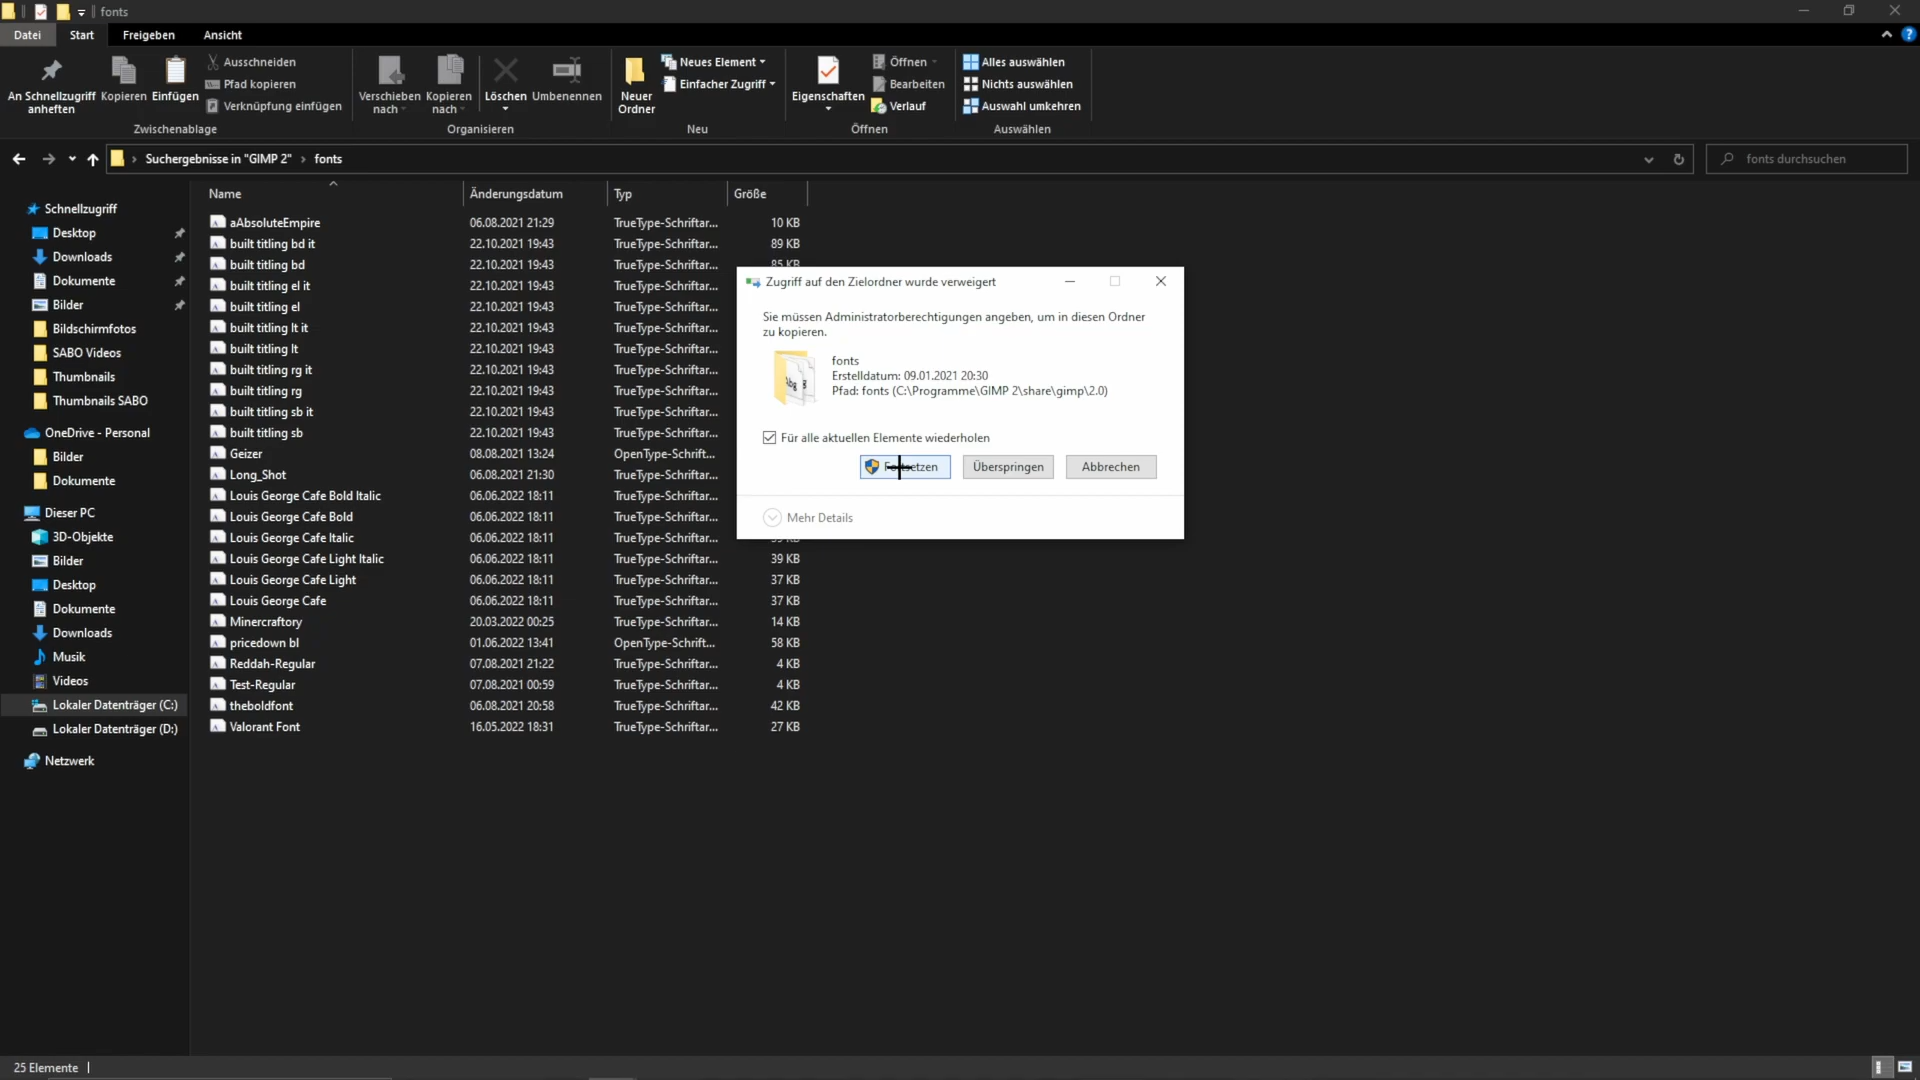 fonts
Datei
Start
Freigeben
Ansicht
An Schnellzugriff
anheften
Kopieren
Einfügen
Ausschneiden
Pfad kopieren
Verknüpfung einfügen
Zwischenablage
Verschieben
nach
Kopieren
nach
Löschen
Umbenennen
Organisieren
Neuer
Ordner
Neues Element
Einfacher Zugriff
Neu
Eigenschaften
Öffnen
Bearbeiten
Verlauf
Öffnen
Alles auswählen
Nichts auswählen
Auswahl umkehren
Auswählen
Suchergebnisse in "GIMP 2" › fonts
fonts durchsuchen
Schnellzugriff
Desktop
Downloads
Dokumente
Bilder
Bildschirmfotos
SABO Videos
Thumbnails
Thumbnails SABO
OneDrive - Personal
Bilder
Dokumente
Dieser PC
3D-Objekte
Bilder
Desktop
Dokumente
Downloads
Musik
Videos
Lokaler Datenträger (C:)
Lokaler Datenträger (D:)
Netzwerk
Name Änderungsdatum Typ Größe
aAbsoluteEmpire 06.08.2021 21:29 TrueType-Schriftar... 10 KB
built titling bd it 22.10.2021 19:43 TrueType-Schriftar... 89 KB
built titling bd 22.10.2021 19:43 TrueType-Schriftar... 85 KB
built titling el it 22.10.2021 19:43 TrueType-Schriftar...
built titling el 22.10.2021 19:43 TrueType-Schriftar...
built titling lt it 22.10.2021 19:43 TrueType-Schriftar...
built titling lt 22.10.2021 19:43 TrueType-Schriftar...
built titling rg it 22.10.2021 19:43 TrueType-Schriftar...
built titling rg 22.10.2021 19:43 TrueType-Schriftar...
built titling sb it 22.10.2021 19:43 TrueType-Schriftar...
built titling sb 22.10.2021 19:43 TrueType-Schriftar...
Geizer 08.08.2021 13:24 OpenType-Schrift...
Long_Shot 06.08.2021 21:30 TrueType-Schriftar...
Louis George Cafe Bold Italic 06.06.2022 18:11 TrueType-Schriftar...
Louis George Cafe Bold 06.06.2022 18:11 TrueType-Schriftar...
Louis George Cafe Italic 06.06.2022 18:11 TrueType-Schriftar...
Louis George Cafe Light Italic 06.06.2022 18:11 TrueType-Schriftar... 39 KB
Louis George Cafe Light 06.06.2022 18:11 TrueType-Schriftar... 37 KB
Louis George Cafe 06.06.2022 18:11 TrueType-Schriftar... 37 KB
Minercraftory 20.03.2022 00:25 TrueType-Schriftar... 14 KB
pricedown bl 01.06.2022 13:41 OpenType-Schrift... 58 KB
Reddah-Regular 07.08.2021 21:22 TrueType-Schriftar... 4 KB
Test-Regular 07.08.2021 00:59 TrueType-Schriftar... 4 KB
theboldfont 06.08.2021 20:58 TrueType-Schriftar... 42 KB
Valorant Font 16.05.2022 18:31 TrueType-Schriftar... 27 KB
Zugriff auf den Zielordner wurde verweigert
Sie müssen Administratorberechtigungen angeben, um in diesen Ordner
zu kopieren.
fonts
Erstelldatum: 09.01.2021 20:30
Pfad: fonts (C:\Programme\GIMP 2\share\gimp\2.0)
Für alle aktuellen Elemente wiederholen
Fortsetzen
Überspringen
Abbrechen
Mehr Details
25 Elemente